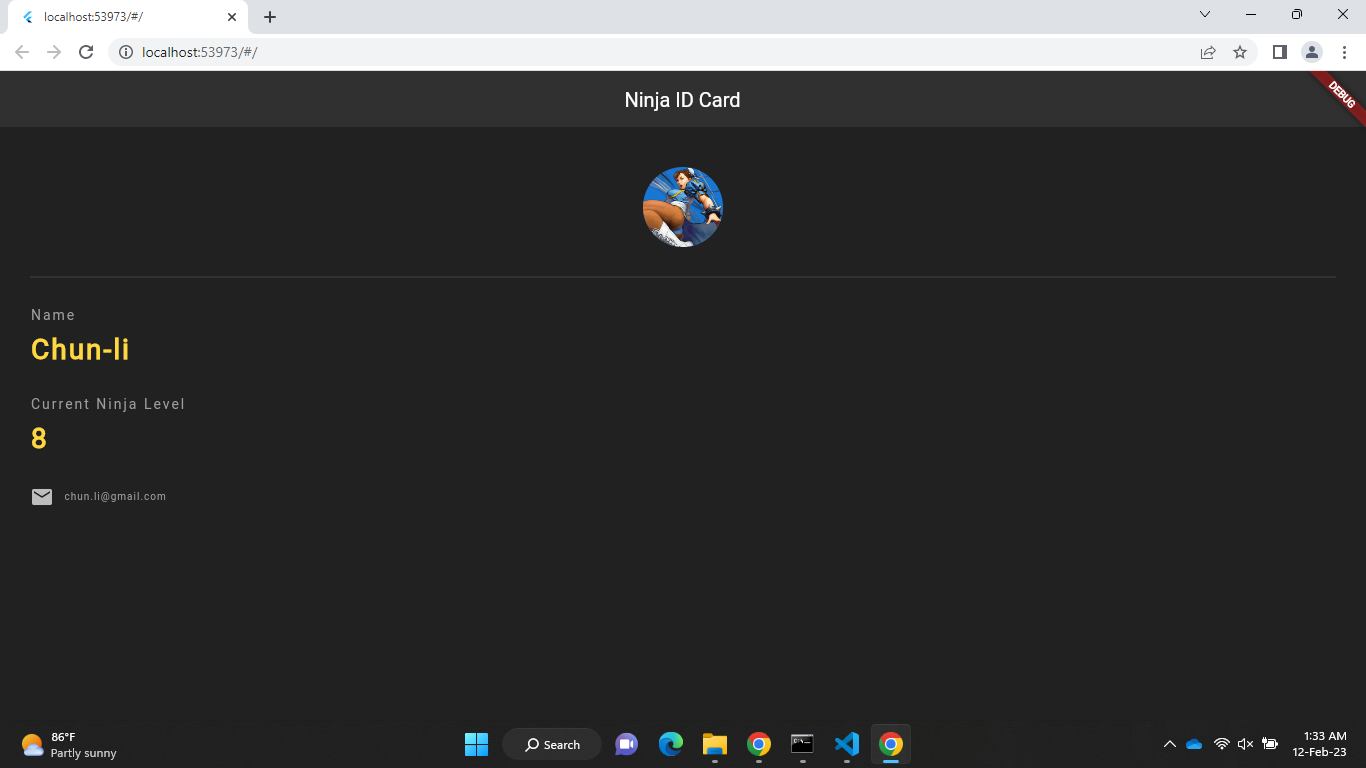 localhost:53973/#/
localhost:53973/#/
Ninja ID Card
DEBUG
Name
Chun-li
Current Ninja Level
8
chun.li@gmail.com
86°F
Partly sunny
Search
1:33 AM
12-Feb-23